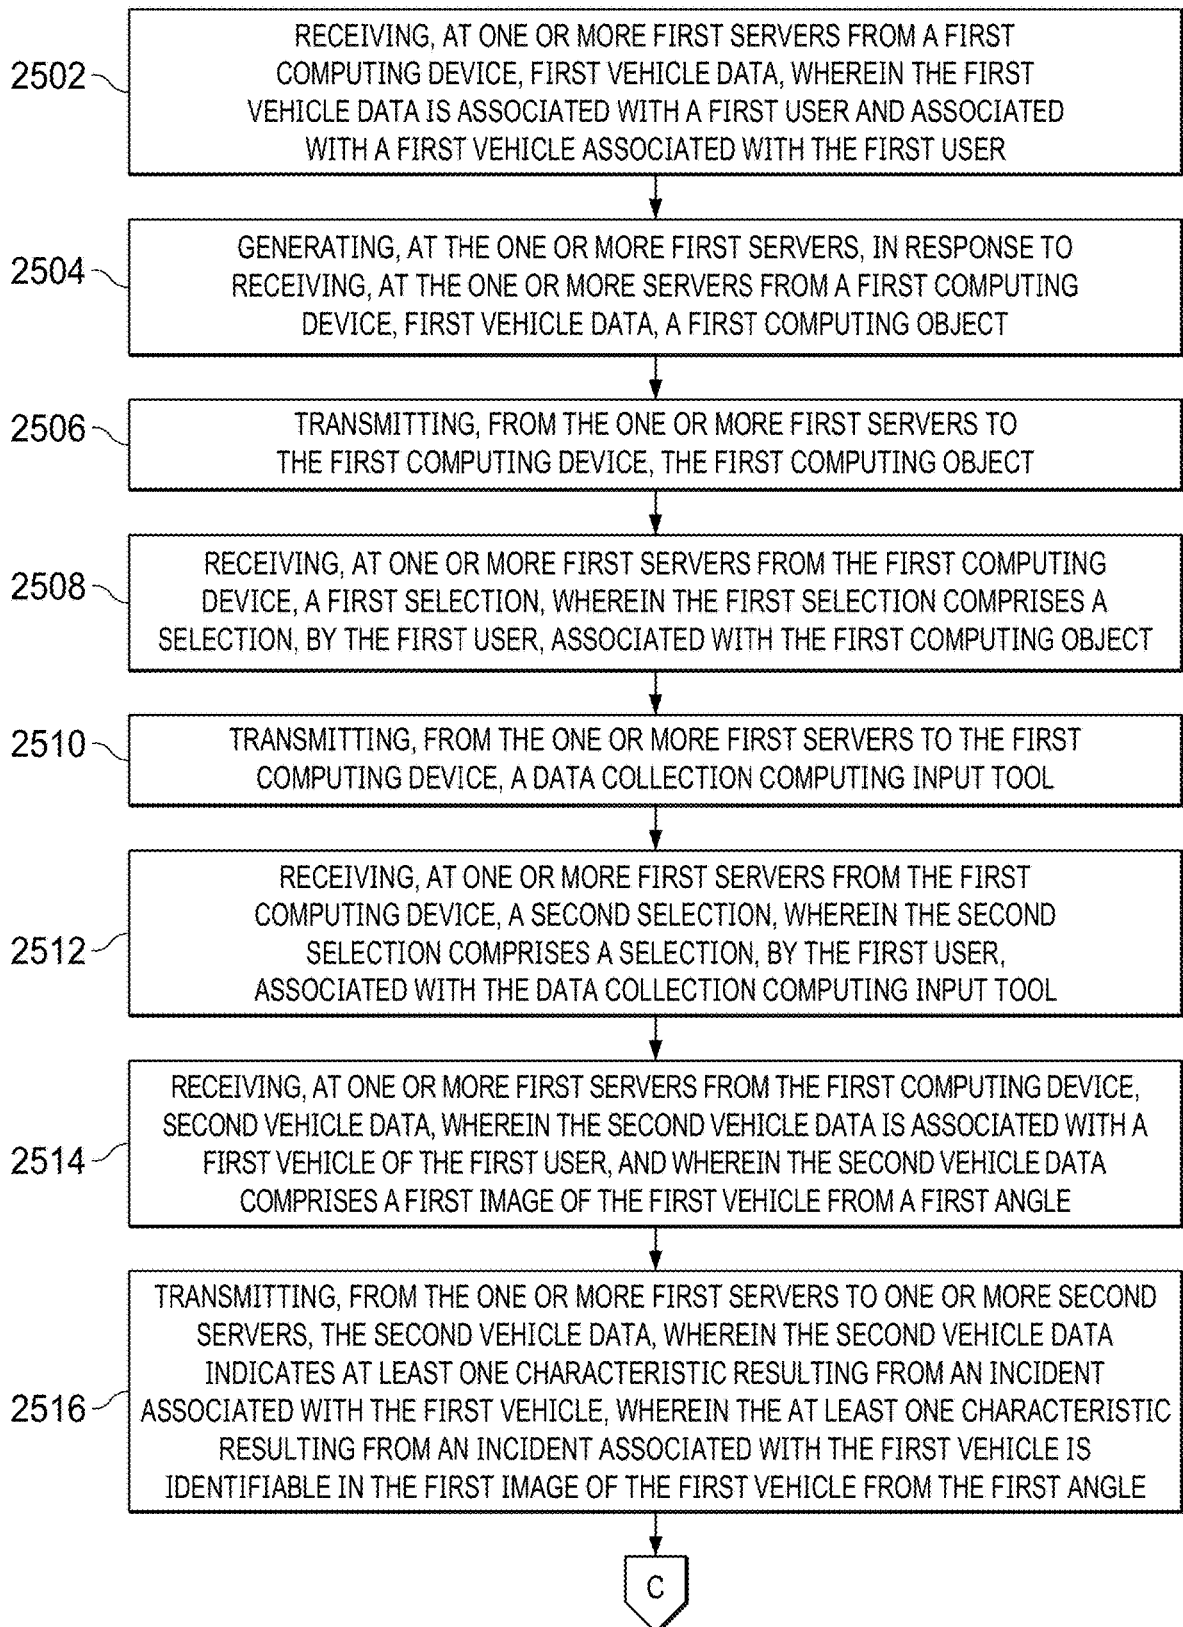 2502
RECEIVING, AT ONE OR MORE FIRST SERVERS FROM A FIRST
COMPUTING DEVICE, FIRST VEHICLE DATA, WHEREIN THE FIRST
VEHICLE DATA IS ASSOCIATED WITH A FIRST USER AND ASSOCIATED
WITH A FIRST VEHICLE ASSOCIATED WITH THE FIRST USER
2504
GENERATING, AT THE ONE OR MORE FIRST SERVERS, IN RESPONSE TO
RECEIVING, AT THE ONE OR MORE SERVERS FROM A FIRST COMPUTING
DEVICE, FIRST VEHICLE DATA, A FIRST COMPUTING OBJECT
2506
TRANSMITTING, FROM THE ONE OR MORE FIRST SERVERS TO
THE FIRST COMPUTING DEVICE, THE FIRST COMPUTING OBJECT
2508
RECEIVING, AT ONE OR MORE FIRST SERVERS FROM THE FIRST COMPUTING
DEVICE, A FIRST SELECTION, WHEREIN THE FIRST SELECTION COMPRISES A
SELECTION, BY THE FIRST USER, ASSOCIATED WITH THE FIRST COMPUTING OBJECT
2510
TRANSMITTING, FROM THE ONE OR MORE FIRST SERVERS TO THE FIRST
COMPUTING DEVICE, A DATA COLLECTION COMPUTING INPUT TOOL
2512
RECEIVING, AT ONE OR MORE FIRST SERVERS FROM THE FIRST
COMPUTING DEVICE, A SECOND SELECTION, WHEREIN THE SECOND
SELECTION COMPRISES A SELECTION, BY THE FIRST USER,
ASSOCIATED WITH THE DATA COLLECTION COMPUTING INPUT TOOL
2514
RECEIVING, AT ONE OR MORE FIRST SERVERS FROM THE FIRST COMPUTING DEVICE,
SECOND VEHICLE DATA, WHEREIN THE SECOND VEHICLE DATA IS ASSOCIATED WITH A
FIRST VEHICLE OF THE FIRST USER, AND WHEREIN THE SECOND VEHICLE DATA
COMPRISES A FIRST IMAGE OF THE FIRST VEHICLE FROM A FIRST ANGLE
2516
TRANSMITTING, FROM THE ONE OR MORE FIRST SERVERS TO ONE OR MORE SECOND
SERVERS, THE SECOND VEHICLE DATA, WHEREIN THE SECOND VEHICLE DATA
INDICATES AT LEAST ONE CHARACTERISTIC RESULTING FROM AN INCIDENT
ASSOCIATED WITH THE FIRST VEHICLE, WHEREIN THE AT LEAST ONE CHARACTERISTIC
RESULTING FROM AN INCIDENT ASSOCIATED WITH THE FIRST VEHICLE IS
IDENTIFIABLE IN THE FIRST IMAGE OF THE FIRST VEHICLE FROM THE FIRST ANGLE
C